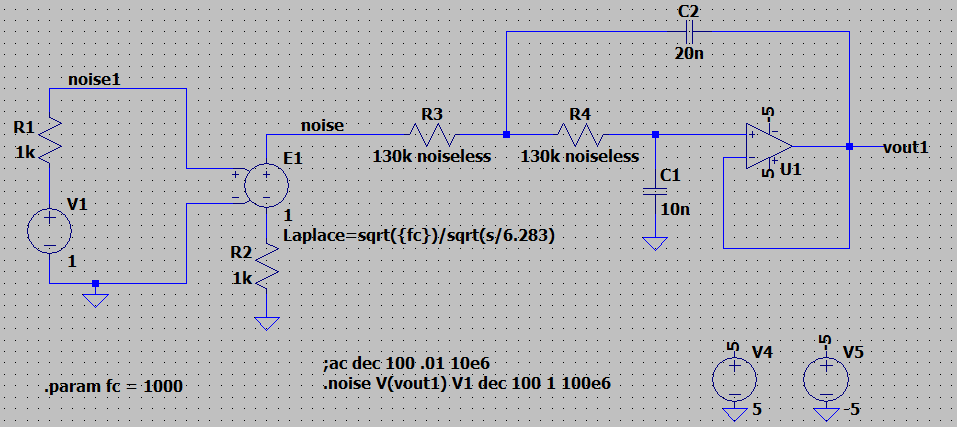 C2
20n
noise1
R1
1k
V1
1
E1
1
Laplace=sqrt({fc})/sqrt(s/6.283)
R2
1k
noise
R3
130k noiseless
R4
130k noiseless
C1
10n
-5
5
U1
vout1
.param fc = 1000
;ac dec 100 .01 10e6
.noise V(vout1) V1 dec 100 1 100e6
5
V4
5
-5
V5
-5